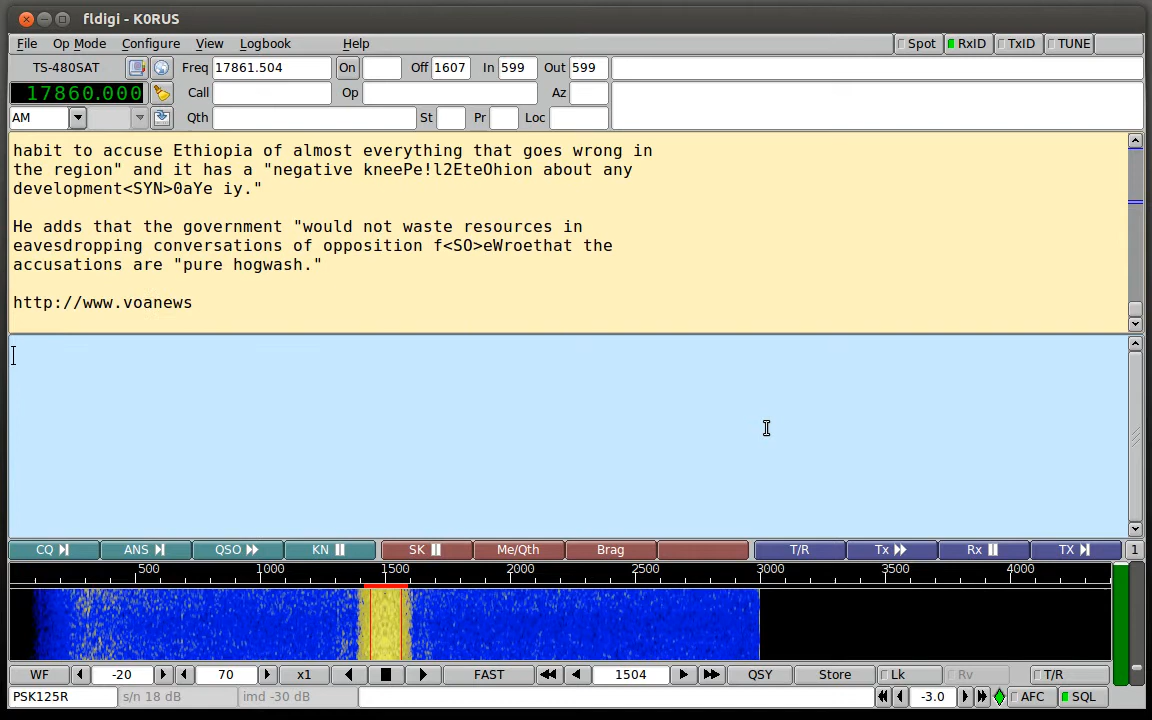 fldigi - K0RUS
File Op Mode Configure View Logbook Help Spot RxID TxID TUNE
TS-480SAT Freq 17861.504 On Off 1607 In 599 Out 599
17860.000 Call Op Az
AM Qth St Pr Loc
habit to accuse Ethiopia of almost everything that goes wrong in
the region" and it has a "negative kneePe!l2EteOhion about any
development<SYN>0aYe iy."
He adds that the government "would not waste resources in
eavesdropping conversations of opposition f<SO>eWroethat the
accusations are "pure hogwash."
http://www.voanews
CQ ANS QSO KN SK Me/Qth Brag T/R Tx Rx TX 1
500 1000 1500 2000 2500 3000 3500 4000
WF -20 70 x1 FAST 1504 QSY Store Lk Rv T/R
PSK125R s/n 18 dB imd -30 dB -3.0 AFC SQL